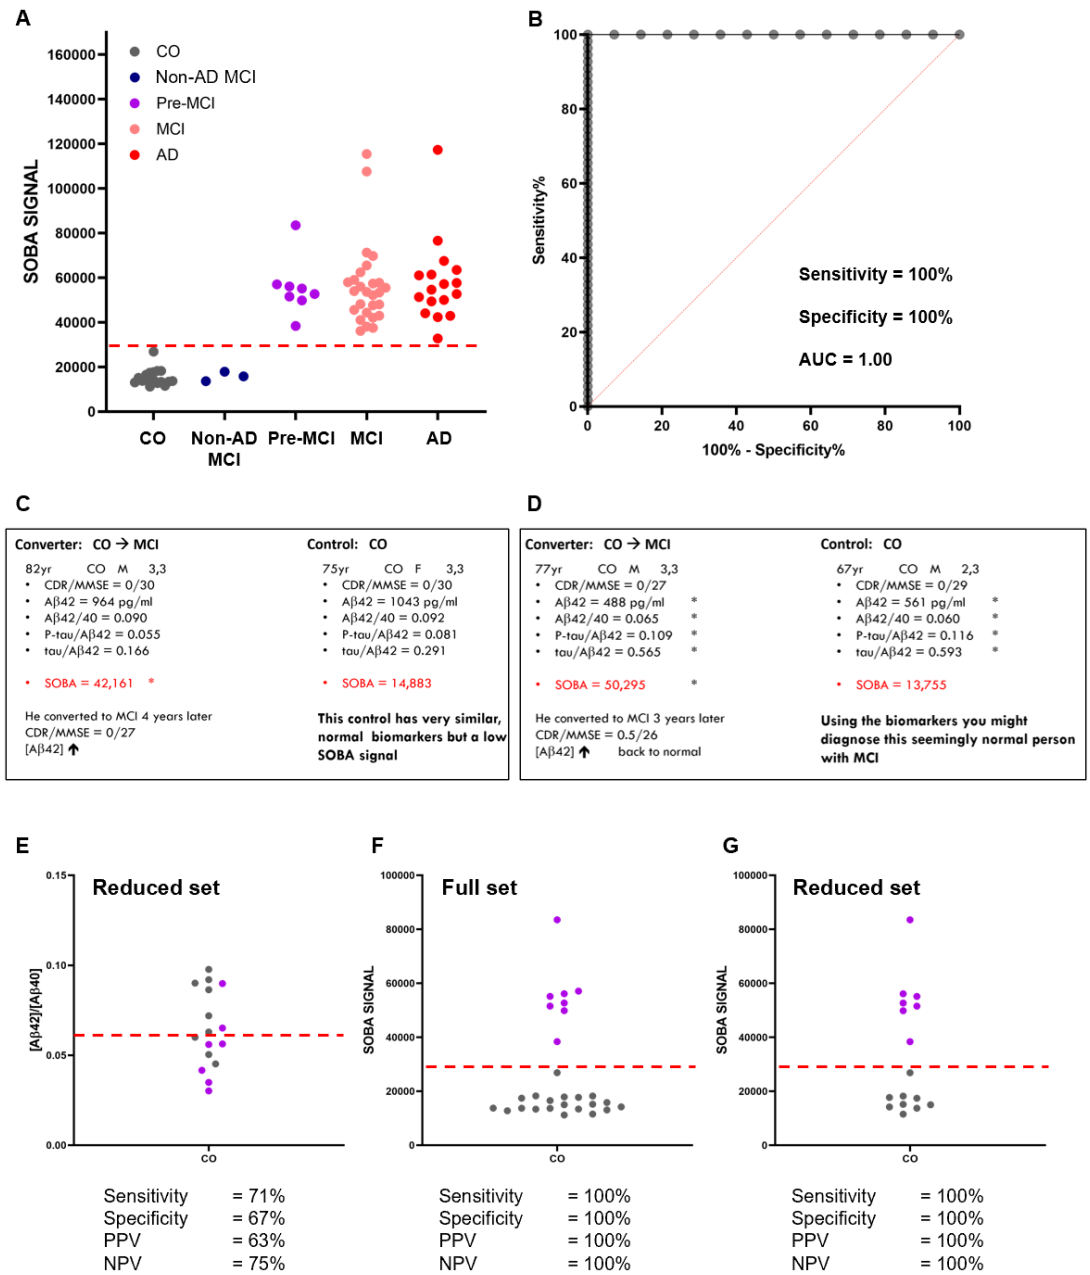 A
B
160000
140000
120000
100000
80000
60000
40000
20000
0
SOBA SIGNAL
CO
Non-AD MCI
Pre-MCI
MCI
AD
CO
Non-AD
MCI
Pre-MCI
MCI
AD
100
80
60
40
20
0
Sensitivity%
Sensitivity = 100%
Specificity = 100%
AUC = 1.00
0
20
40
60
80
100
100% - Specificity%
C
Converter: CO → MCI
82yr CO M 3,3
• CDR/MMSE = 0/30
• Aβ42 = 964 pg/ml
• Aβ42/40 = 0.090
• P-tau/Aβ42 = 0.055
• tau/Aβ42 = 0.166
• SOBA = 42,161 *
He converted to MCI 4 years later
CDR/MMSE = 0/27
[Aβ42] ↑
Control: CO
75yr CO F 3,3
• CDR/MMSE = 0/30
• Aβ42 = 1043 pg/ml
• Aβ42/40 = 0.092
• P-tau/Aβ42 = 0.081
• tau/Aβ42 = 0.291
• SOBA = 14,883
This control has very similar,
normal biomarkers but a low
SOBA signal
D
Converter: CO → MCI
77yr CO M 3,3
• CDR/MMSE = 0/27
• Aβ42 = 488 pg/ml *
• Aβ42/40 = 0.065 *
• P-tau/Aβ42 = 0.109 *
• tau/Aβ42 = 0.565 *
• SOBA = 50,295 *
He converted to MCI 3 years later
CDR/MMSE = 0.5/26
[Aβ42] ↑ back to normal
Control: CO
67yr CO M 2,3
• CDR/MMSE = 0/29
• Aβ42 = 561 pg/ml *
• Aβ42/40 = 0.060 *
• P-tau/Aβ42 = 0.116 *
• tau/Aβ42 = 0.593 *
• SOBA = 13,755
Using the biomarkers you might
diagnose this seemingly normal person
with MCI
E
Reduced set
0.15
0.10
0.05
0.00
[Aβ42]/[Aβ40]
CO
Sensitivity = 71%
Specificity = 67%
PPV = 63%
NPV = 75%
F
Full set
100000
80000
60000
40000
20000
0
SOBA SIGNAL
CO
Sensitivity = 100%
Specificity = 100%
PPV = 100%
NPV = 100%
G
Reduced set
100000
80000
60000
40000
20000
0
SOBA SIGNAL
CO
Sensitivity = 100%
Specificity = 100%
PPV = 100%
NPV = 100%